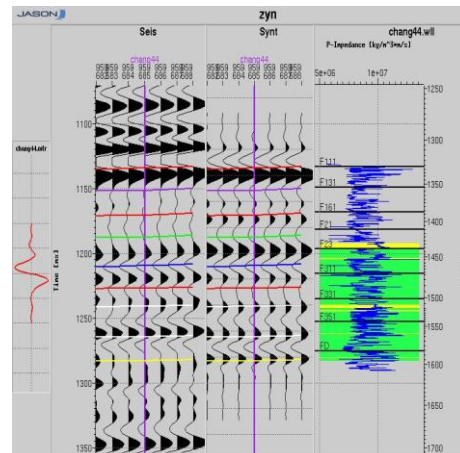 JASON
zyn
Seis
Synt
chang44.wll
P-Impedance [kg/m^3*m/s]
5e+06
1e+07
chang44
chang44
Time [ms]
1100
1150
1200
1250
1300
1350
F111
F131
F161
F21
F23
F311
F331
F351
FD
1250
1300
1350
1400
1450
1500
1550
1600
1650
1700